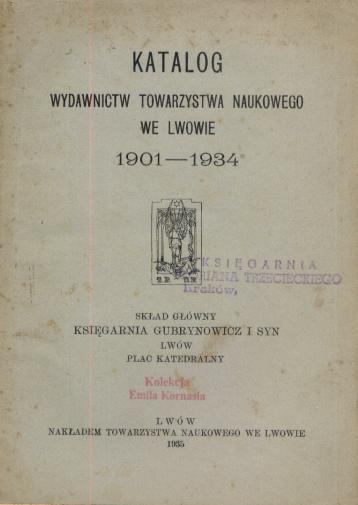 KATALOG
WYDAWNICTW TOWARZYSTWA NAUKOWEGO
WE LWOWIE
1901—1934
KSIĘGARNIA
TRZECIECKIEGO
Kraków,
SKŁAD GŁÓWNY
KSIĘGARNIA GUBRYNOWICZ I SYN
LWÓW
PLAC KATEDRALNY
Kolekcja
Emila Kornasia
LWÓW
NAKŁADEM TOWARZYSTWA NAUKOWEGO WE LWOWIE
1935